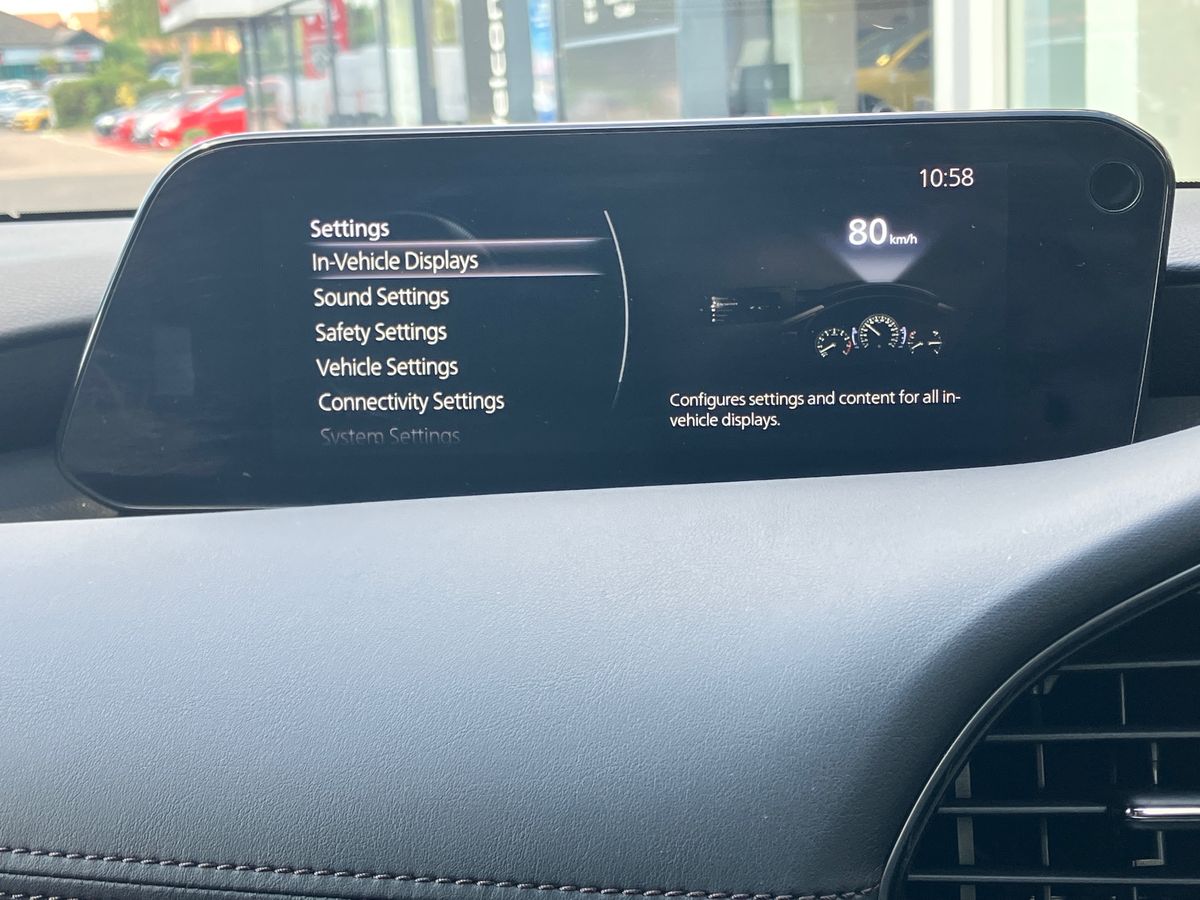 10:58
Settings
In-Vehicle Displays
Sound Settings
Safety Settings
Vehicle Settings
Connectivity Settings
System Settings
80 km/h
Configures settings and content for all in-
vehicle displays.